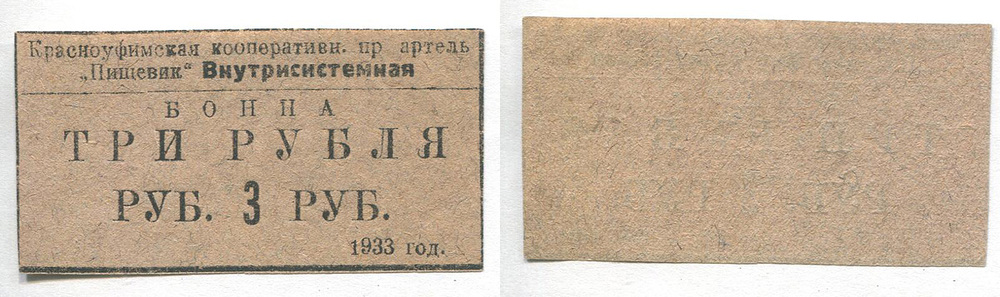 Красноуфимская кооперативн. пр артель
„Пищевик“ Внутрисистемная
БОННА
ТРИ РУБЛЯ
РУБ. 3 РУБ.
1933 год.